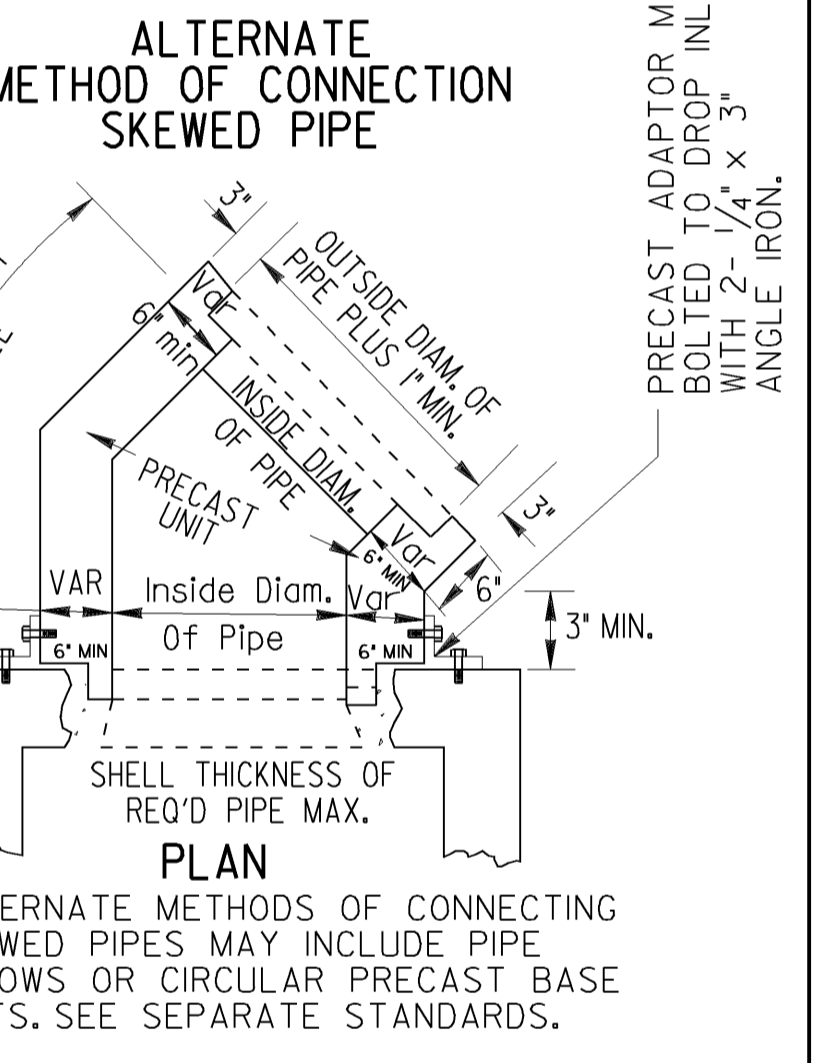 ALTERNATE
METHOD OF CONNECTION
SKEWED PIPE
PRECAST ADAPTOR M
BOLTED TO DROP INL
WITH 2- 1/4" X 3"
ANGLE IRON.
3"
OUTSIDE DIAM. OF
PIPE PLUS 1" MIN.
Var
6" min
INSIDE DIAM.
OF PIPE
PRECAST
UNIT
3"
Var
6" MIN
6"
VAR
Inside Diam.
Of Pipe
Var
6" MIN
6" MIN
3" MIN.
SHELL THICKNESS OF
REQ'D PIPE MAX.
PLAN
ERNATE METHODS OF CONNECTING
WED PIPES MAY INCLUDE PIPE
OWS OR CIRCULAR PRECAST BASE
TS. SEE SEPARATE STANDARDS.